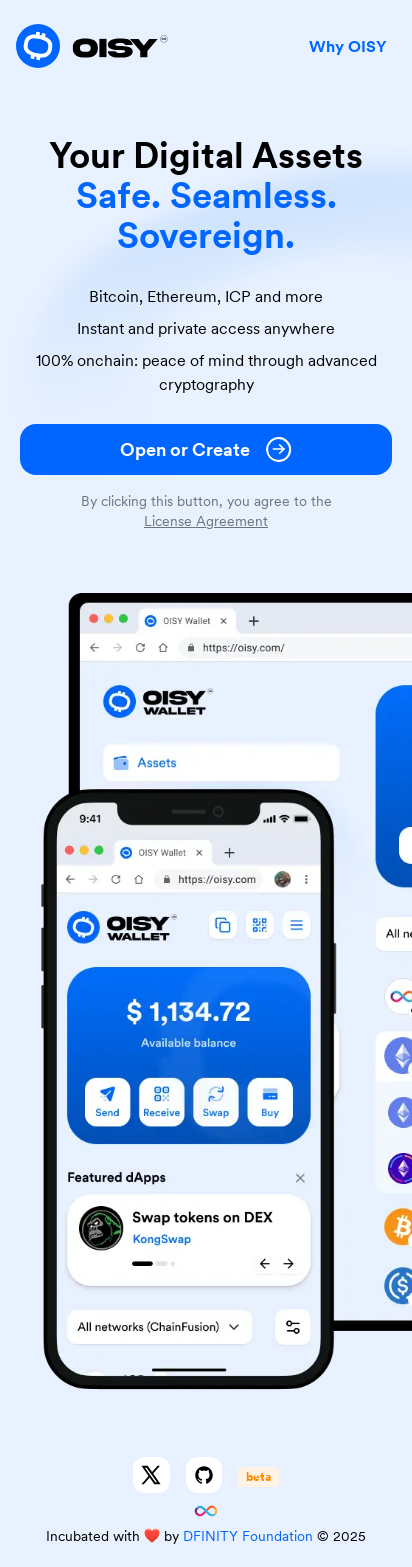 OISY
Why OISY
Your Digital Assets
Safe. Seamless.
Sovereign.
Bitcoin, Ethereum, ICP and more
Instant and private access anywhere
100% onchain: peace of mind through advanced
cryptography
Open or Create
By clicking this button, you agree to the
License Agreement
OISY Wallet
https://oisy.com/
OISY
WALLET
Assets
9:41
OISY Wallet
https://oisy.com
OISY
WALLET
$ 1,134.72
Available balance
Send Receive Swap Buy
All ne
Featured dApps
Swap tokens on DEX
KongSwap
All networks (ChainFusion)
beta
Incubated with ❤️ by DFINITY Foundation © 2025